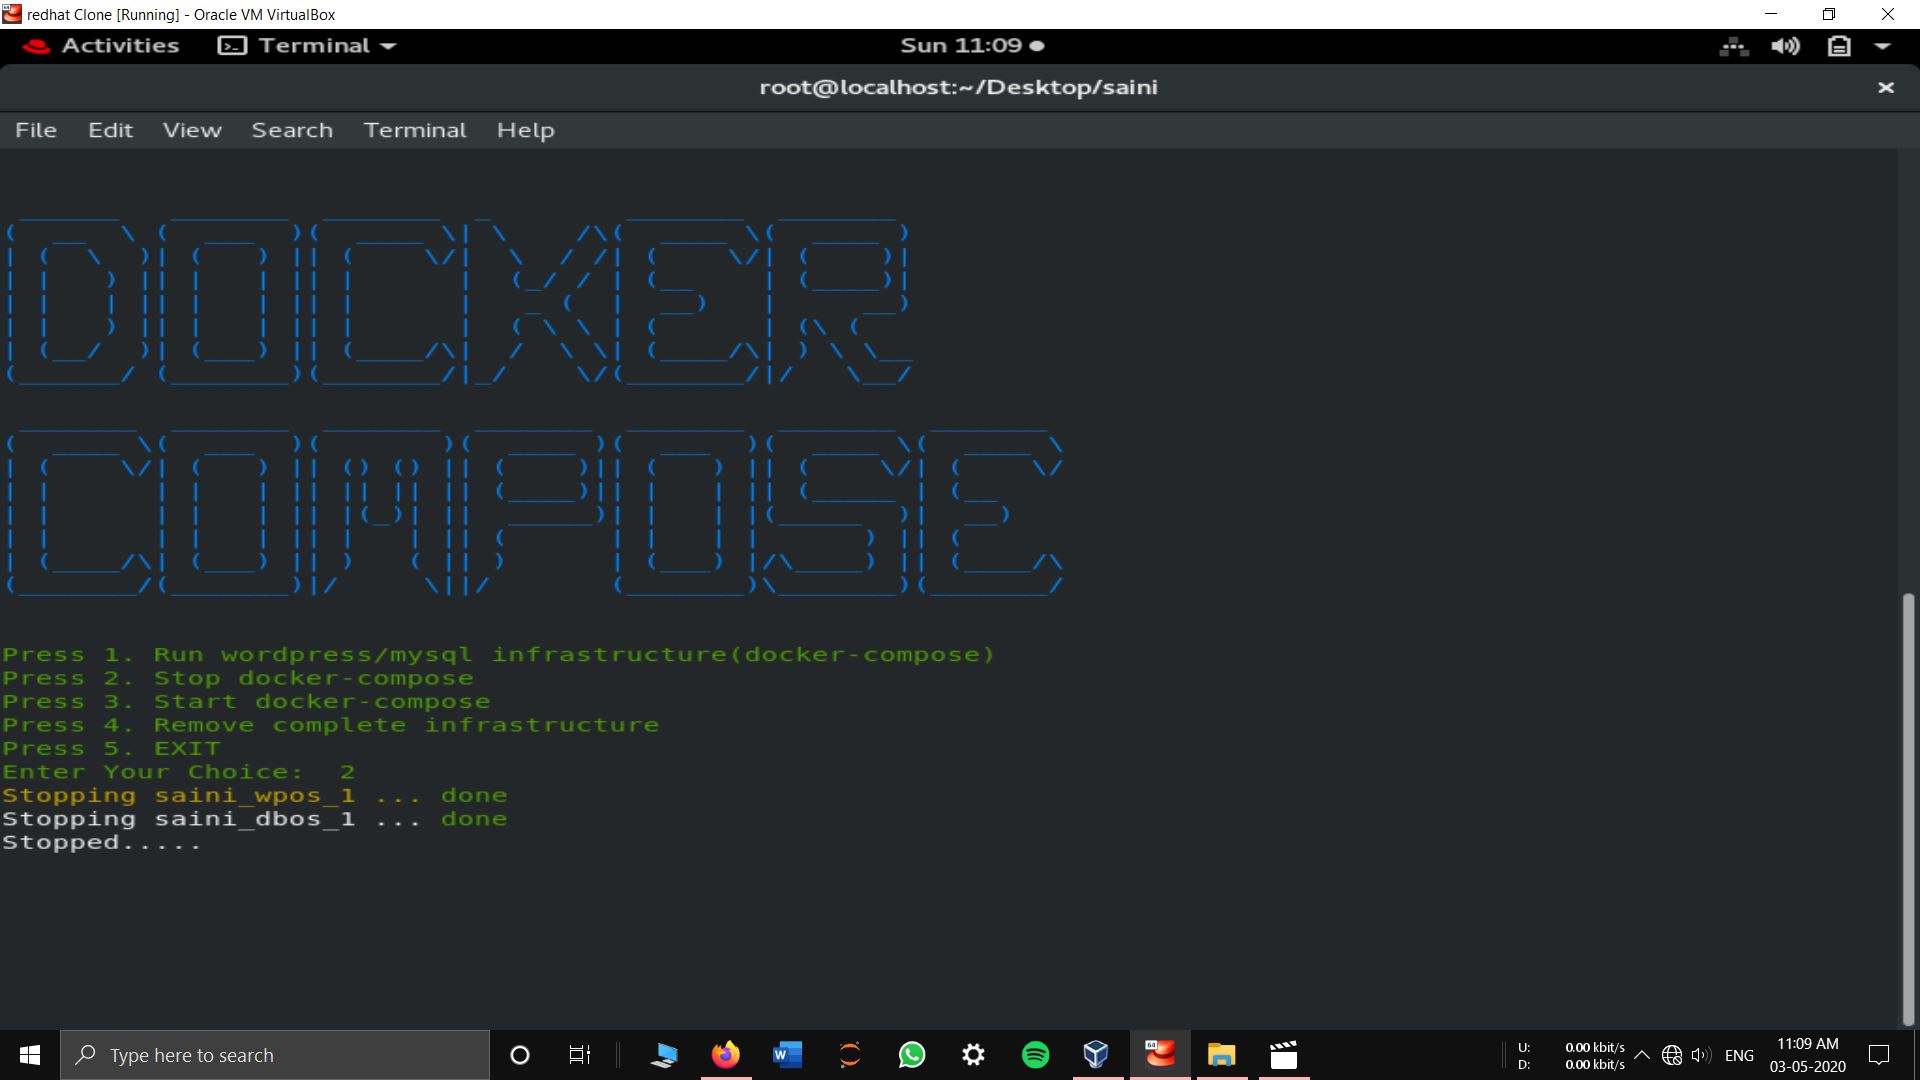 redhat Clone [Running] - Oracle VM VirtualBox
Activities Terminal Sun 11:09
root@localhost:~/Desktop/saini
File Edit View Search Terminal Help
DOCKER
COMPOSE
Press 1. Run wordpress/mysql infrastructure(docker-compose)
Press 2. Stop docker-compose
Press 3. Start docker-compose
Press 4. Remove complete infrastructure
Press 5. EXIT
Enter Your Choice:  2
Stopping saini_wpos_1 ... done
Stopping saini_dbos_1 ... done
Stopped.....
Type here to search
U: 0.00 kbit/s
D: 0.00 kbit/s
ENG
11:09 AM
03-05-2020